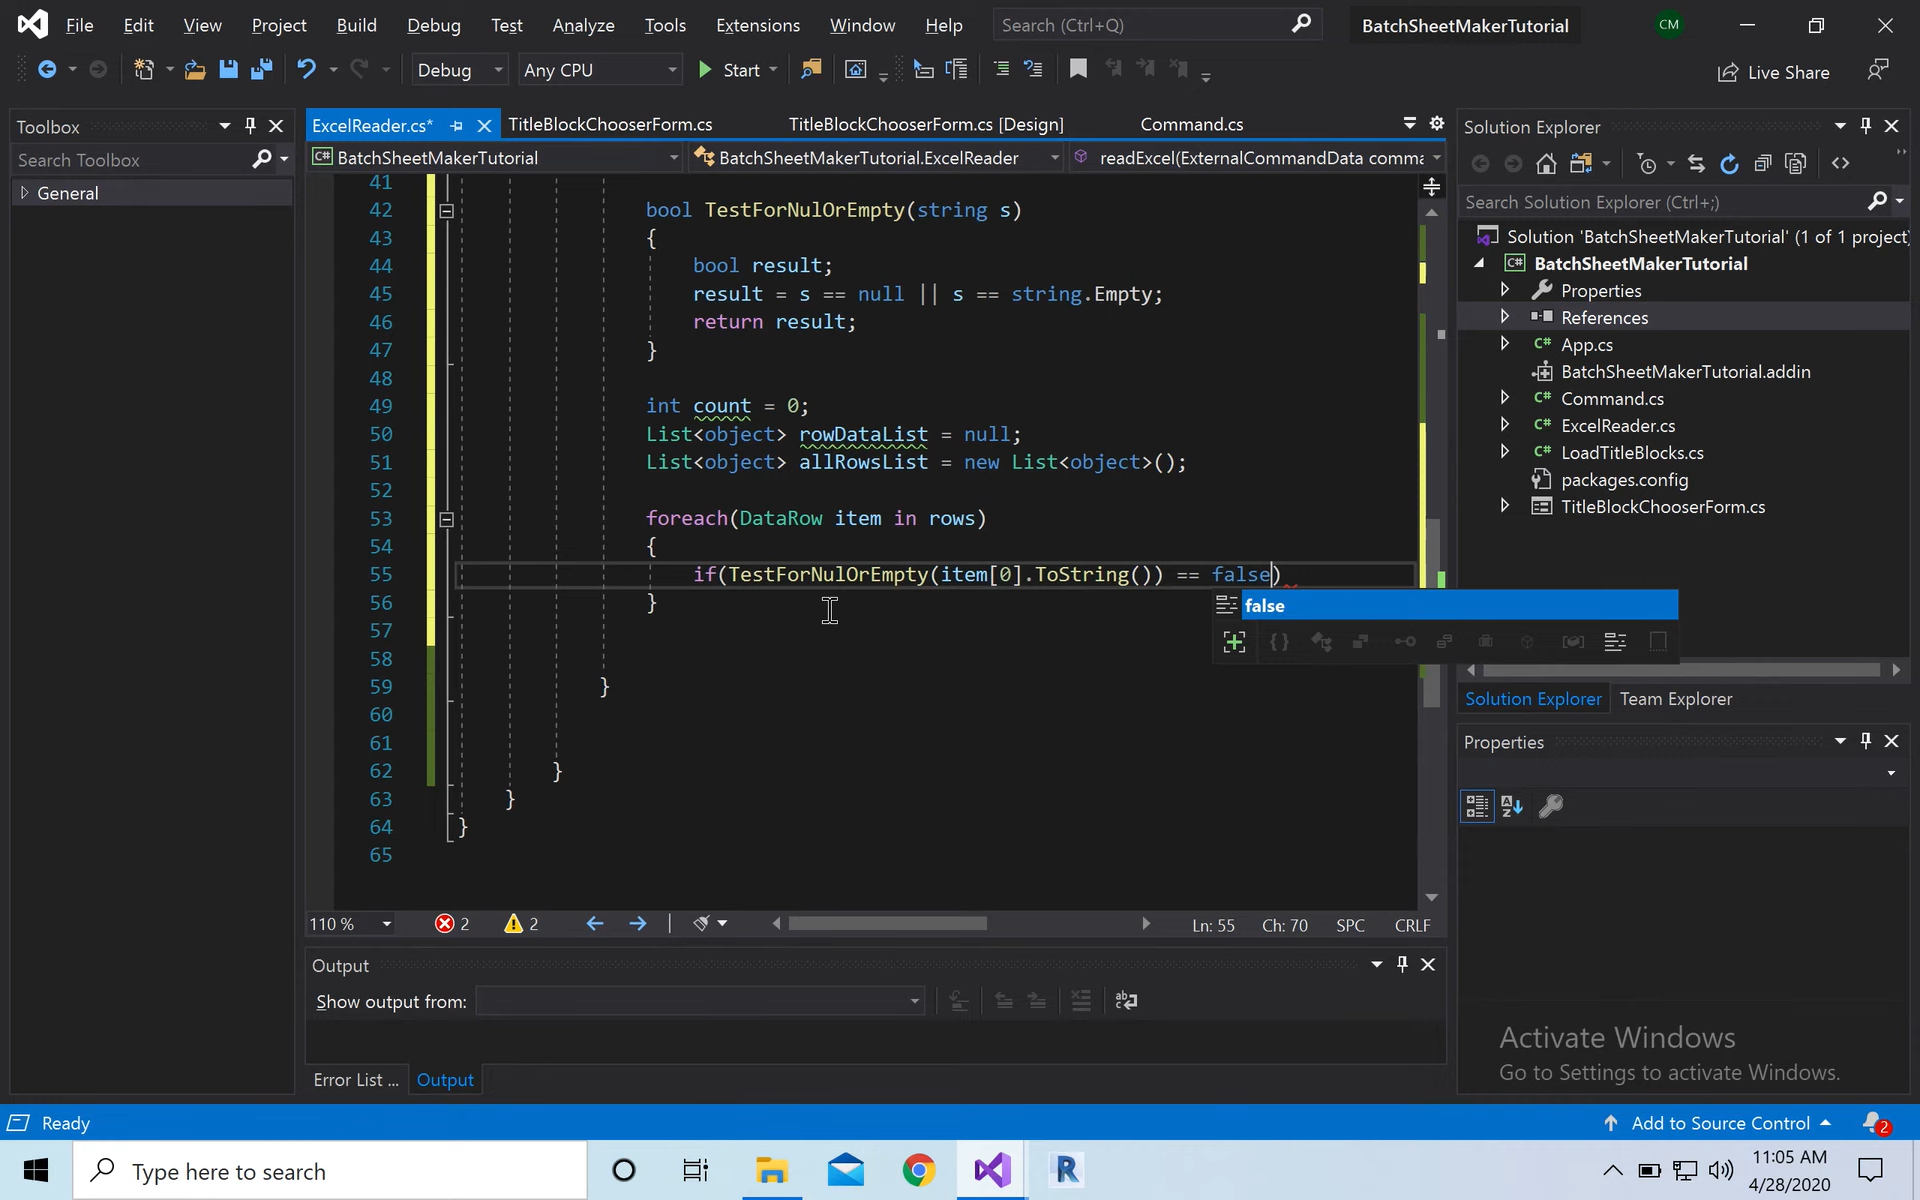 File Edit View Project Build Debug Test Analyze Tools Extensions Window Help Search (Ctrl+Q) BatchSheetMakerTutorial CM
Debug Any CPU Start Live Share
Toolbox
Search Toolbox
General
ExcelReader.cs* TitleBlockChooserForm.cs TitleBlockChooserForm.cs [Design] Command.cs
BatchSheetMakerTutorial BatchSheetMakerTutorial.ExcelReader readExcel(ExternalCommandData comma
41
42 bool TestForNulOrEmpty(string s)
43 {
44 bool result;
45 result = s == null || s == string.Empty;
46 return result;
47 }
48
49 int count = 0;
50 List<object> rowDataList = null;
51 List<object> allRowsList = new List<object>();
52
53 foreach(DataRow item in rows)
54 {
55 if(TestForNulOrEmpty(item[0].ToString()) == false)
false
56 }
57
58
59 }
60
61
62 }
63 }
64 }
65
110 % 2 2 Ln: 55 Ch: 70 SPC CRLF
Output
Show output from:
Error List ... Output
Solution Explorer
Search Solution Explorer (Ctrl+;)
Solution 'BatchSheetMakerTutorial' (1 of 1 project)
BatchSheetMakerTutorial
Properties
References
App.cs
BatchSheetMakerTutorial.addin
Command.cs
ExcelReader.cs
LoadTitleBlocks.cs
packages.config
TitleBlockChooserForm.cs
Solution Explorer Team Explorer
Properties
Activate Windows
Go to Settings to activate Windows.
Ready Add to Source Control 2
Type here to search 11:05 AM
4/28/2020